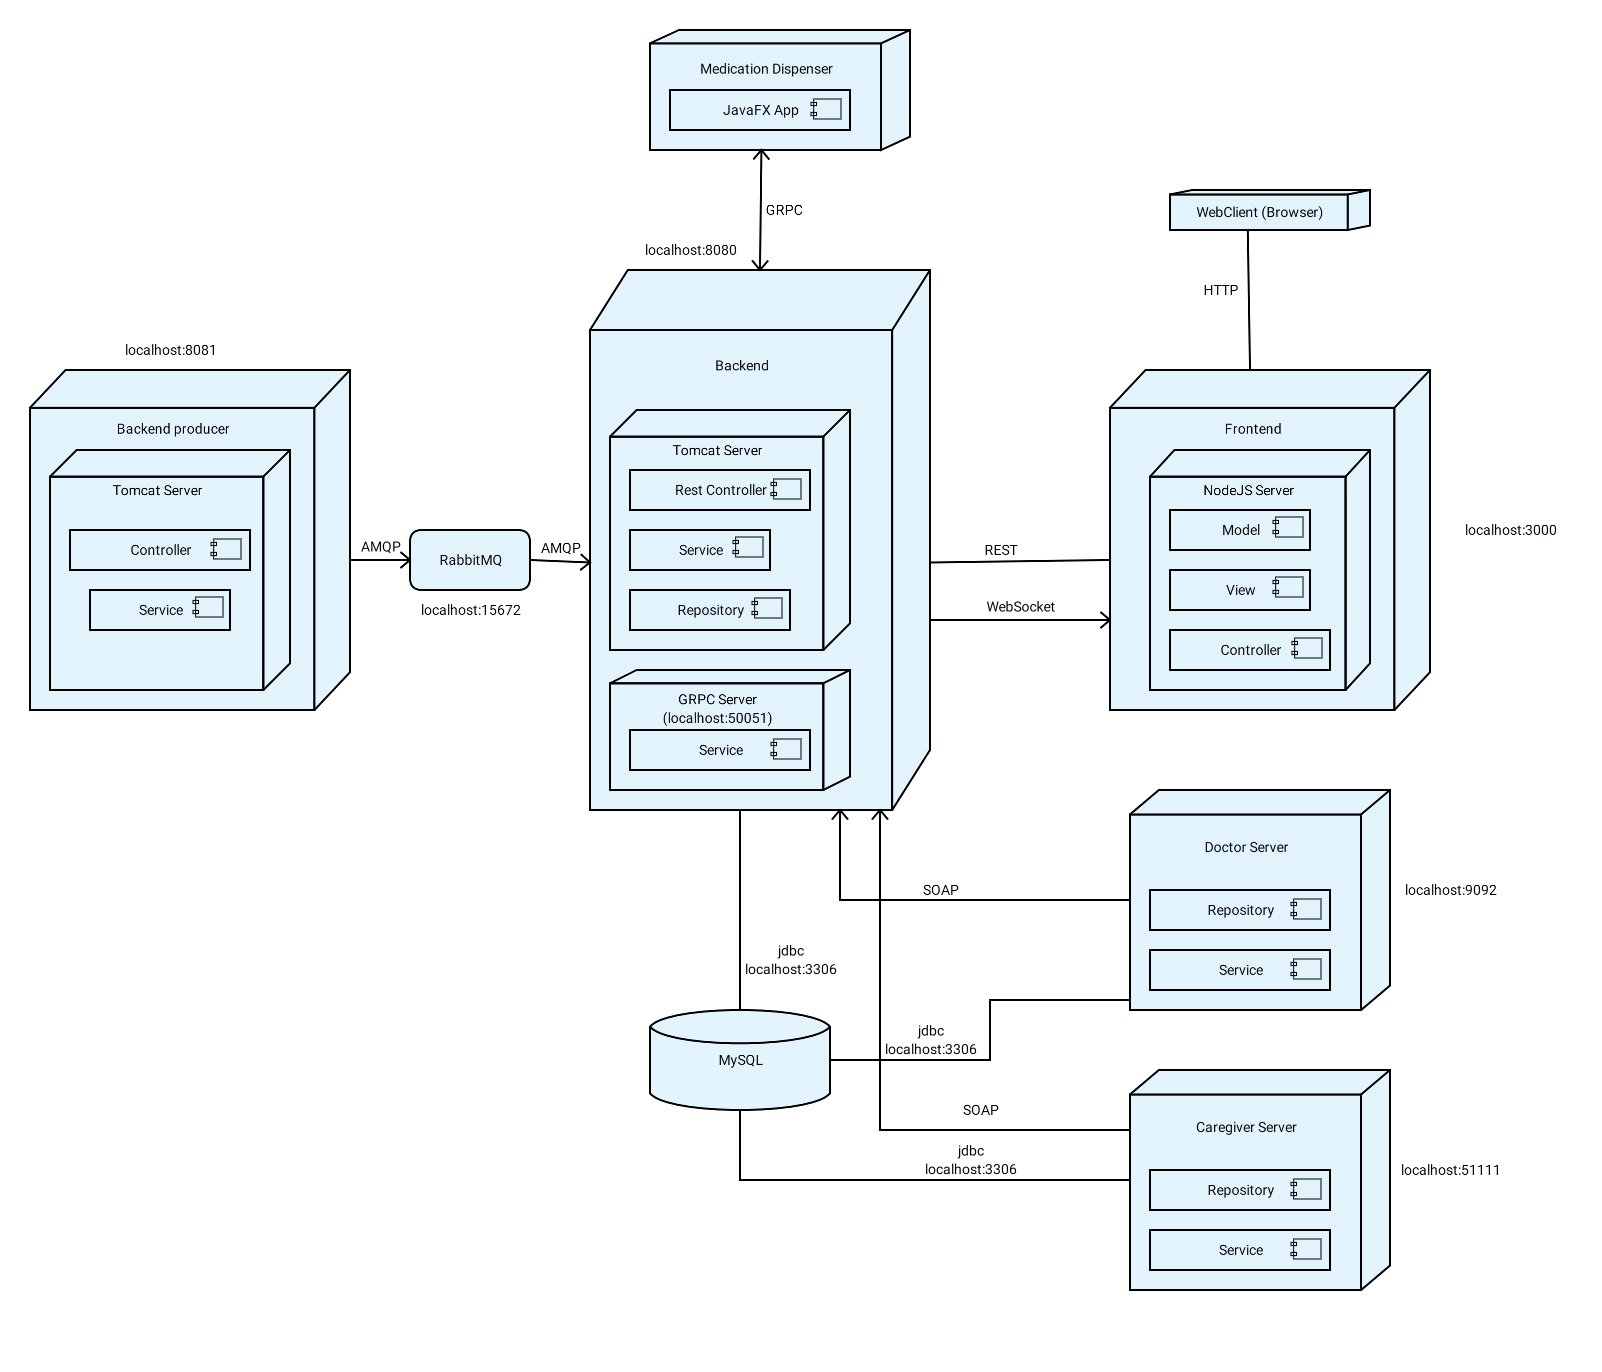 Medication Dispenser
JavaFX App
GRPC
WebClient (Browser)
HTTP
localhost:8080
Backend
Tomcat Server
Rest Controller
Service
Repository
GRPC Server
(localhost:50051)
Service
localhost:8081
Backend producer
Tomcat Server
Controller
Service
AMQP
RabbitMQ
localhost:15672
AMQP
REST
WebSocket
Frontend
NodeJS Server
Model
View
Controller
localhost:3000
Doctor Server
Repository
Service
localhost:9092
SOAP
jdbc
localhost:3306
jdbc
localhost:3306
MySQL
SOAP
jdbc
localhost:3306
Caregiver Server
Repository
Service
localhost:51111